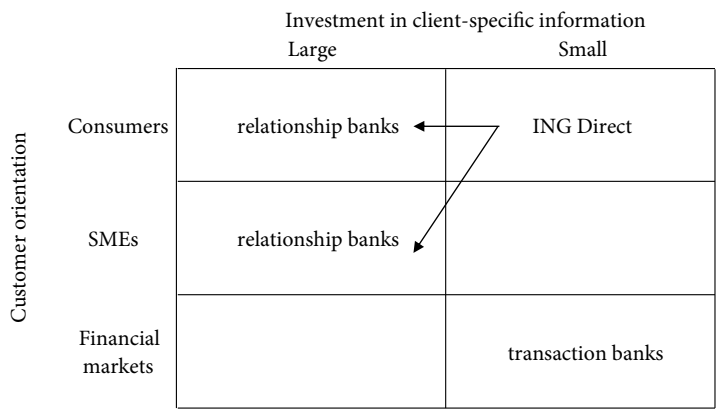 Investment in client-specific information
Large Small
Customer orientation
Consumers relationship banks ING Direct
SMEs relationship banks
Financial
markets
transaction banks